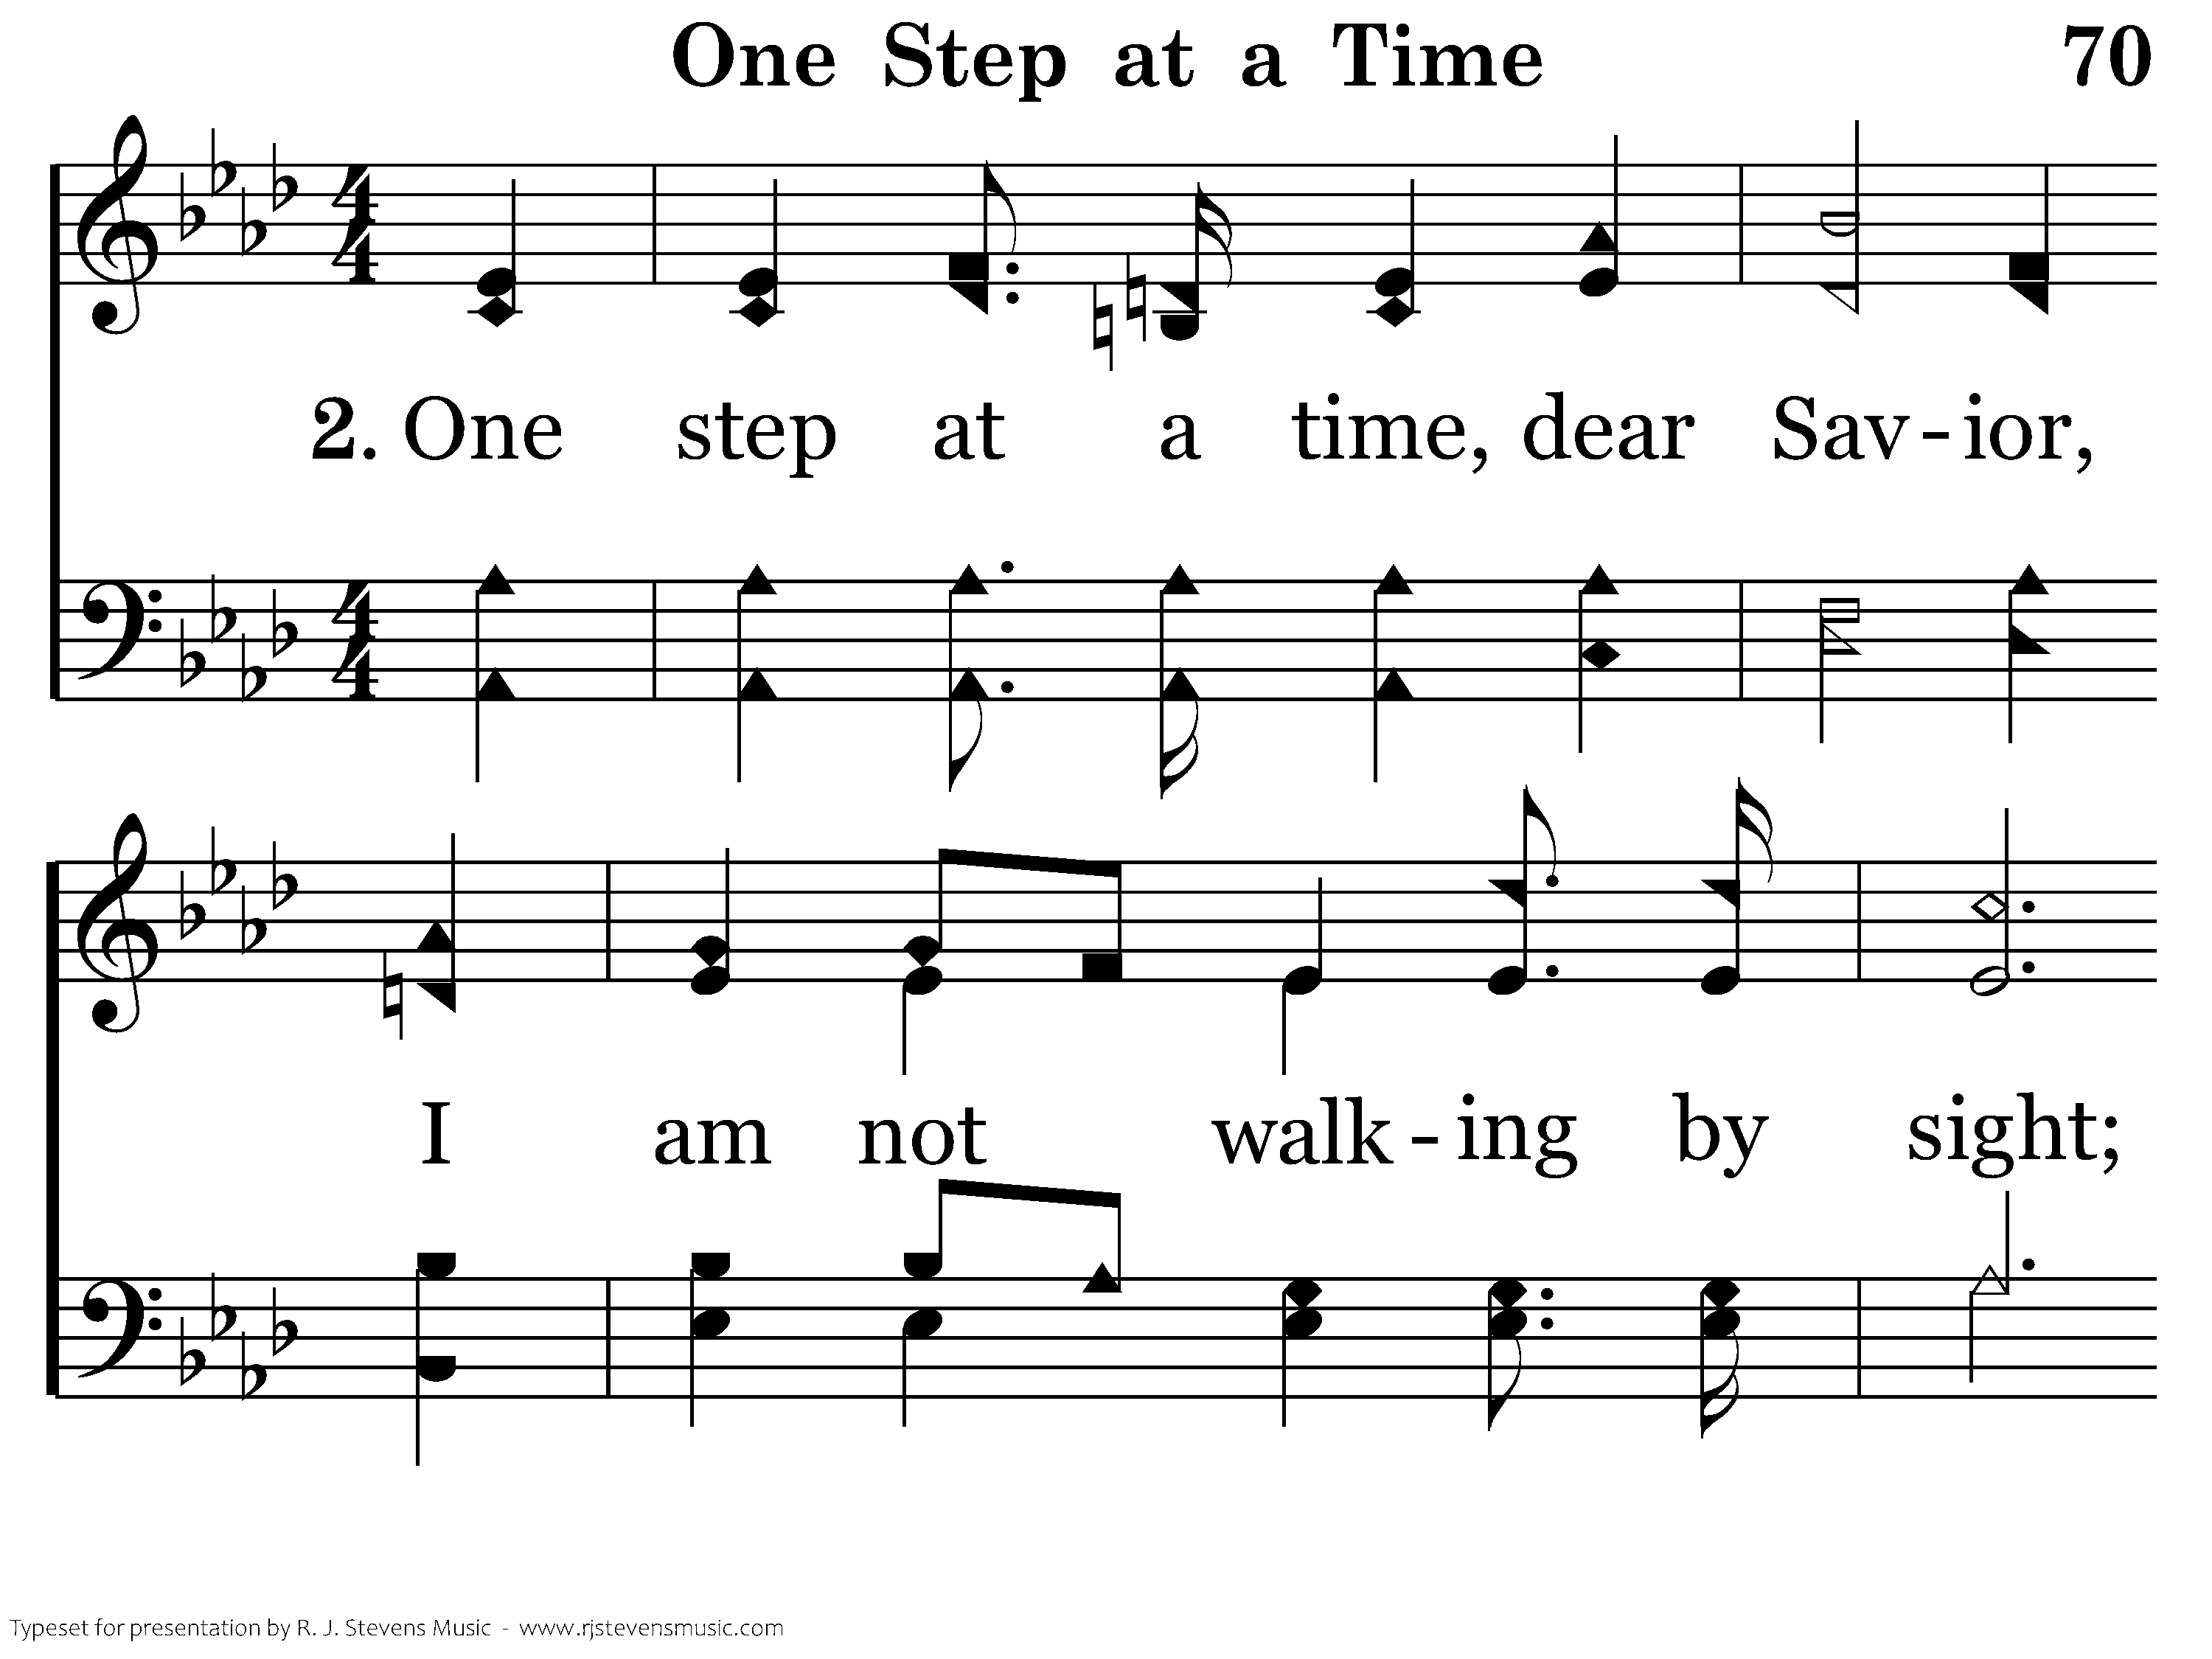 One Step at a Time 70
2. One step at a time, dear Sav-ior,
I am not walk-ing by sight;
Typeset for presentation by R. J. Stevens Music - www.rjstevensmusic.com